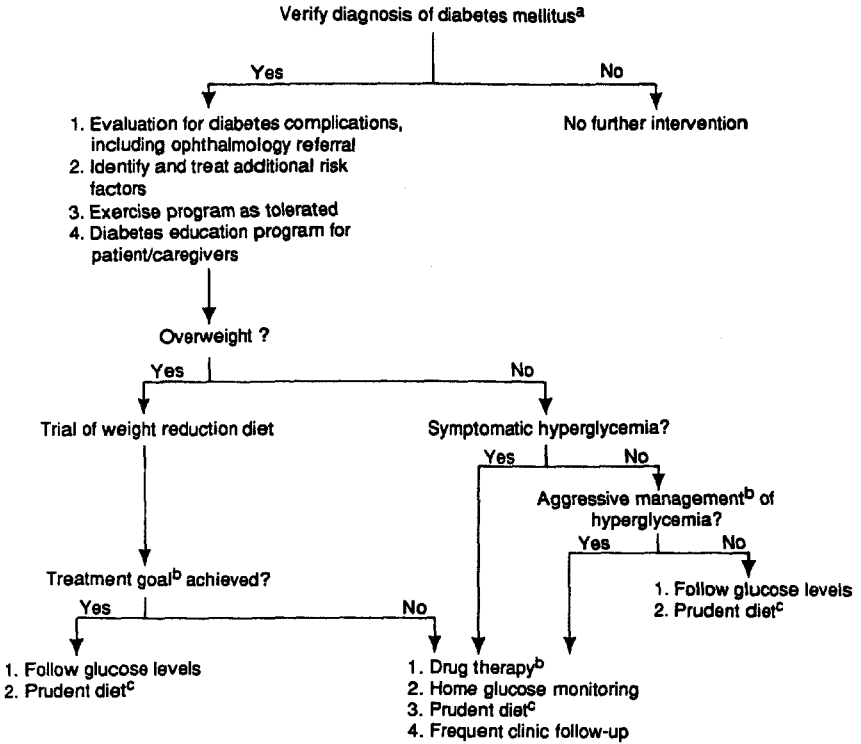 Verify diagnosis of diabetes mellitusa
Yes
No
1. Evaluation for diabetes complications,
including ophthalmology referral
2. Identify and treat additional risk
factors
3. Exercise program as tolerated
4. Diabetes education program for
patient/caregivers
No further intervention
Overweight ?
Yes
No
Trial of weight reduction diet
Symptomatic hyperglycemia?
Yes
No
Aggressive managementb of
hyperglycemia?
Yes
No
1. Follow glucose levels
2. Prudent dietc
Treatment goalb achieved?
Yes
No
1. Follow glucose levels
2. Prudent dietc
1. Drug therapyb
2. Home glucose monitoring
3. Prudent dietc
4. Frequent clinic follow-up